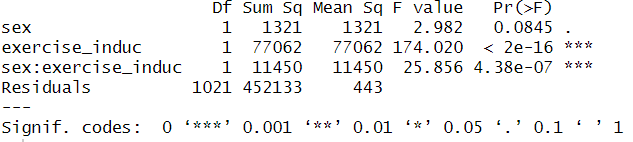 Df Sum Sq Mean Sq F value Pr(>F)
sex 1 1321 1321 2.982 0.0845 .
exercise_induc 1 77062 77062 174.020 < 2e-16 ***
sex:exercise_induc 1 11450 11450 25.856 4.38e-07 ***
Residuals 1021 452133 443
---
Signif. codes: 0 ‘***’ 0.001 ‘**’ 0.01 ‘*’ 0.05 ‘.’ 0.1 ‘ ’ 1